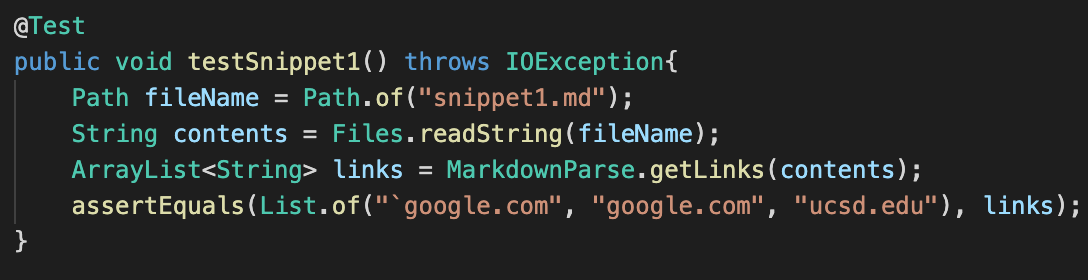 @Test
public void testSnippet1() throws IOException{
    Path fileName = Path.of("snippet1.md");
    String contents = Files.readString(fileName);
    ArrayList<String> links = MarkdownParse.getLinks(contents);
    assertEquals(List.of("`google.com", "google.com", "ucsd.edu"), links);
}